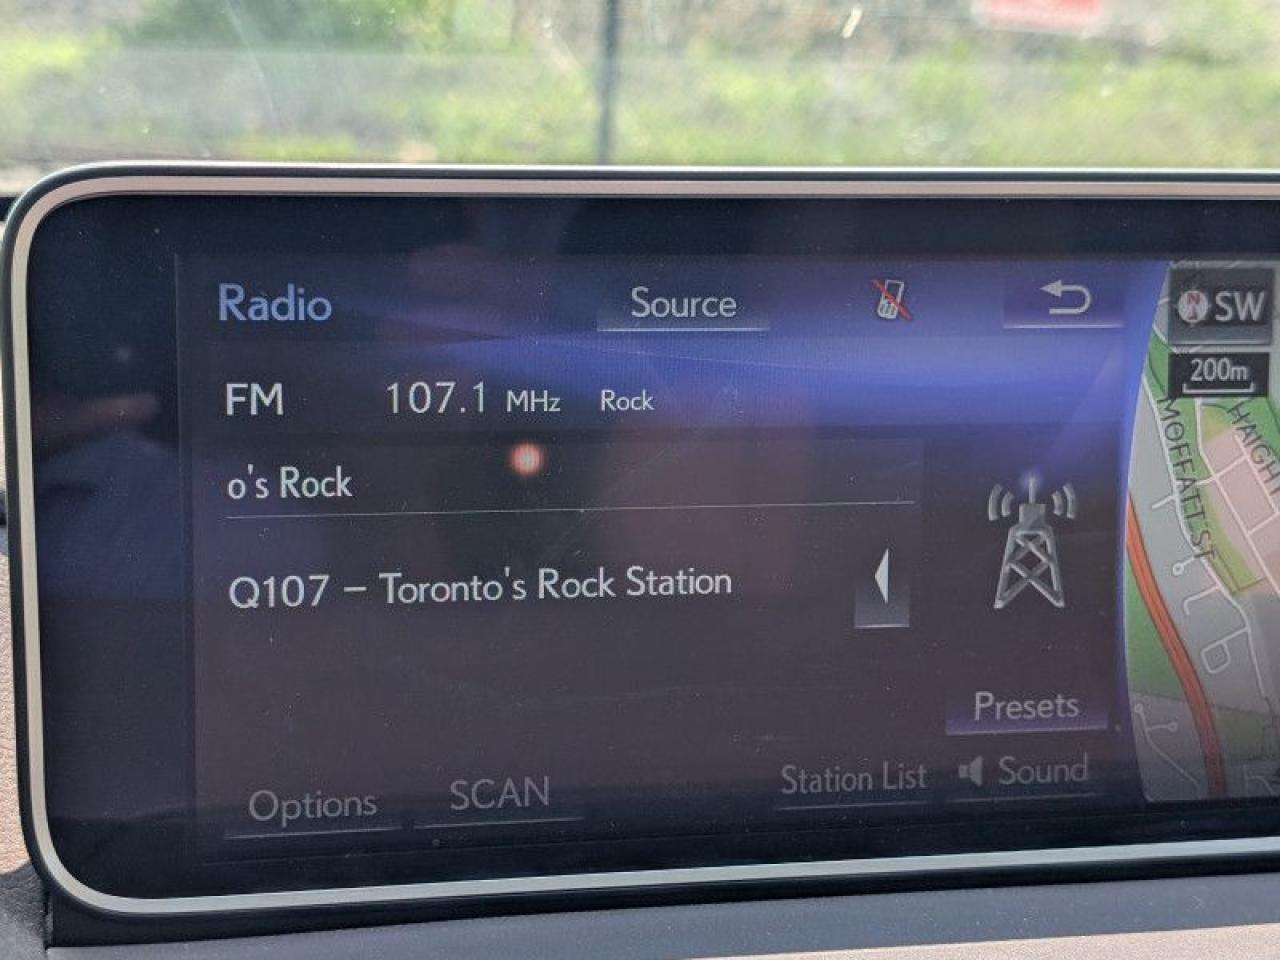 Radio
Source
FM 107.1 MHz Rock
o's Rock
Q107 – Toronto's Rock Station
Presets
Options
SCAN
Station List
Sound
N
SW
200m
MOFFATT ST
HAIGH